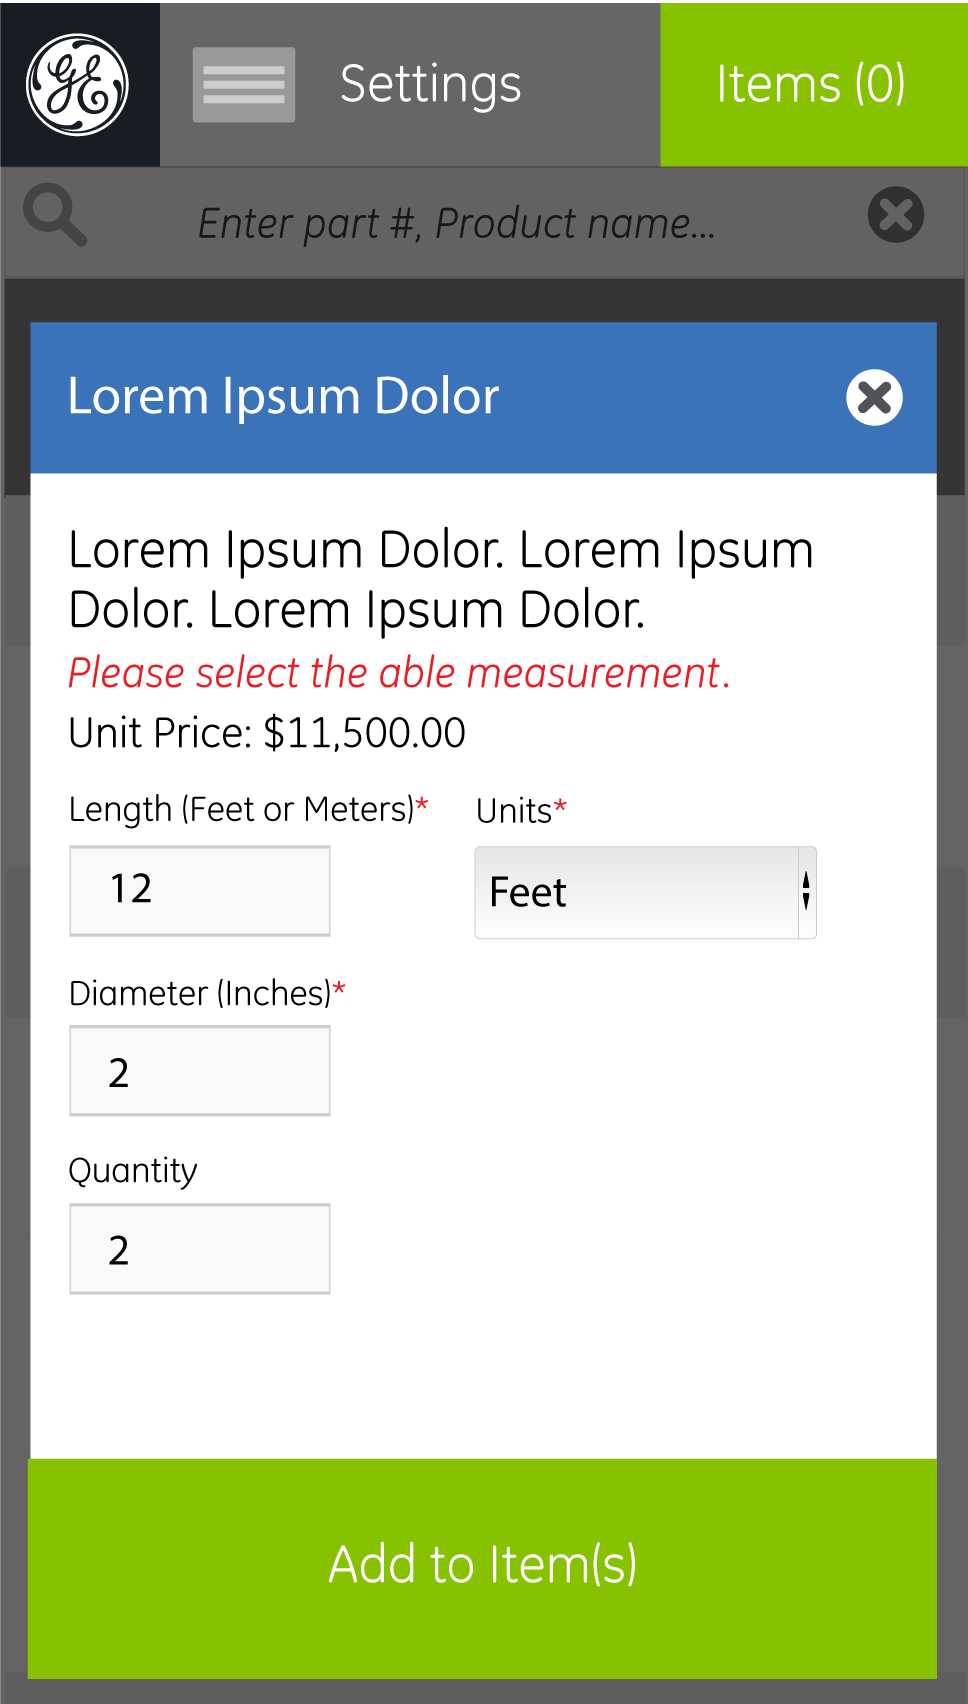 GE
Settings
Items (0)
Enter part #, Product name...
Lorem Ipsum Dolor
Lorem Ipsum Dolor. Lorem Ipsum
Dolor. Lorem Ipsum Dolor.
Please select the able measurement.
Unit Price: $11,500.00
Length (Feet or Meters)* Units*
12 Feet
Diameter (Inches)*
2
Quantity
2
Add to Item(s)